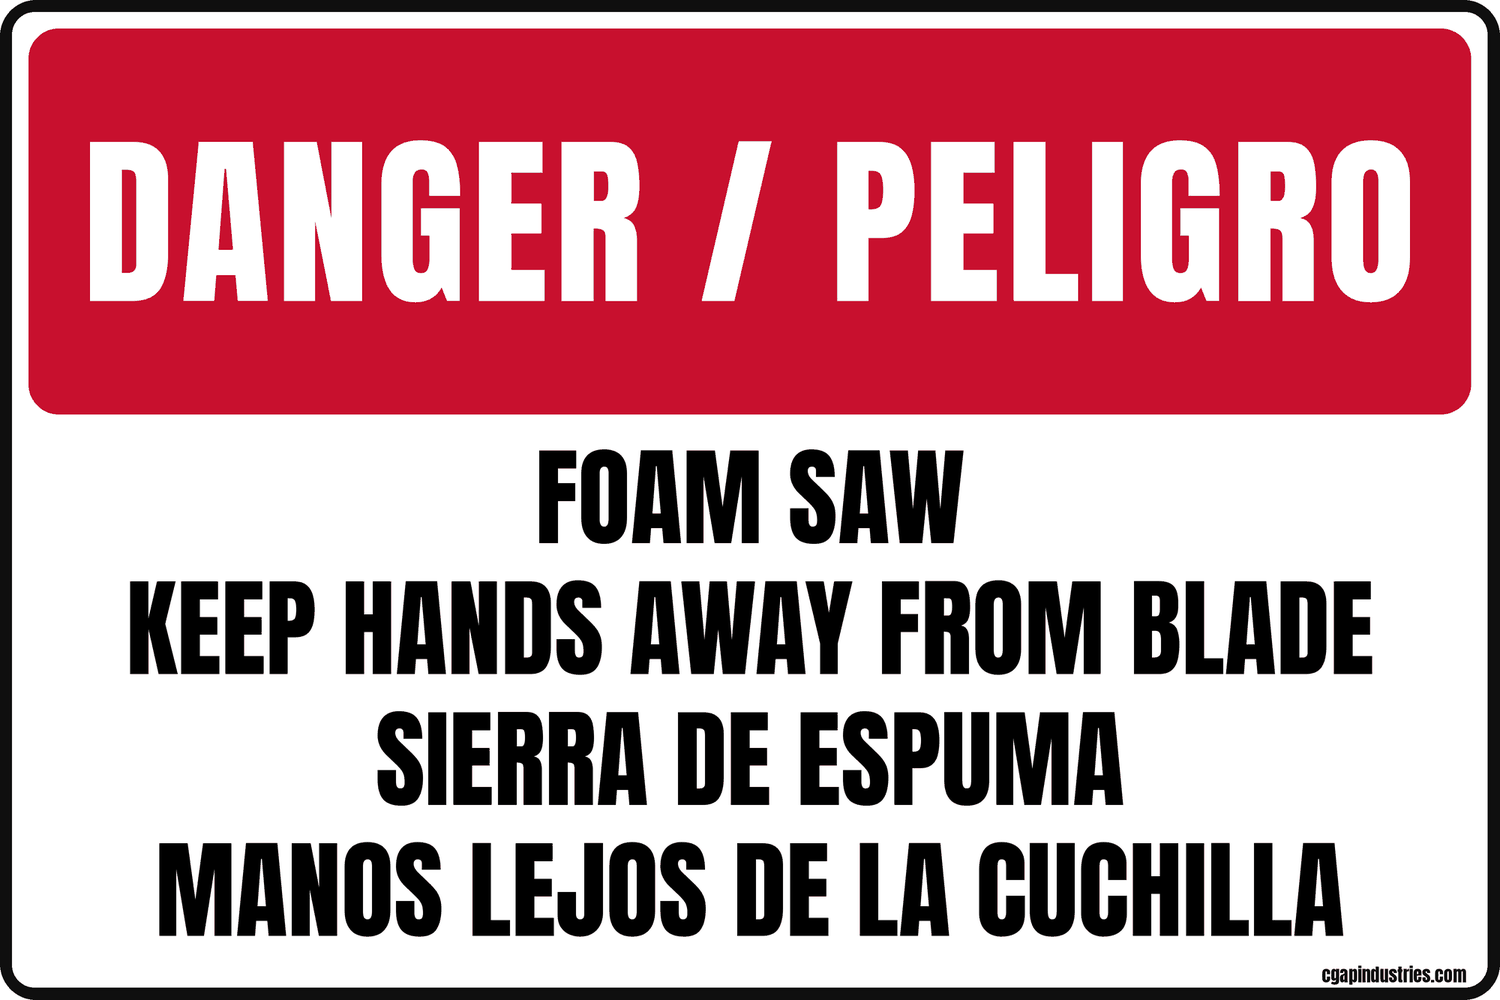 DANGER / PELIGRO
FOAM SAW
KEEP HANDS AWAY FROM BLADE
SIERRA DE ESPUMA
MANOS LEJOS DE LA CUCHILLA
cgapindustries.com